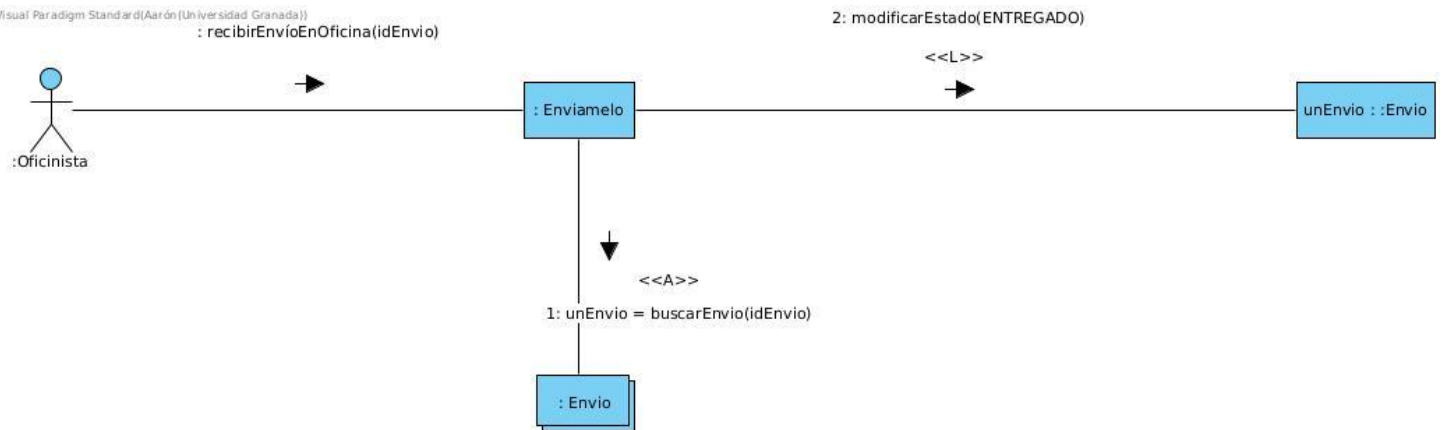 Visual Paradigm Standard(Aarón(Universidad Granada))
: recibirEnvíoEnOficina(idEnvio)
2: modificarEstado(ENTREGADO)
<<L>>
: Enviamelo
unEnvio : :Envio
:Oficinista
<<A>>
1: unEnvio = buscarEnvio(idEnvio)
: Envio